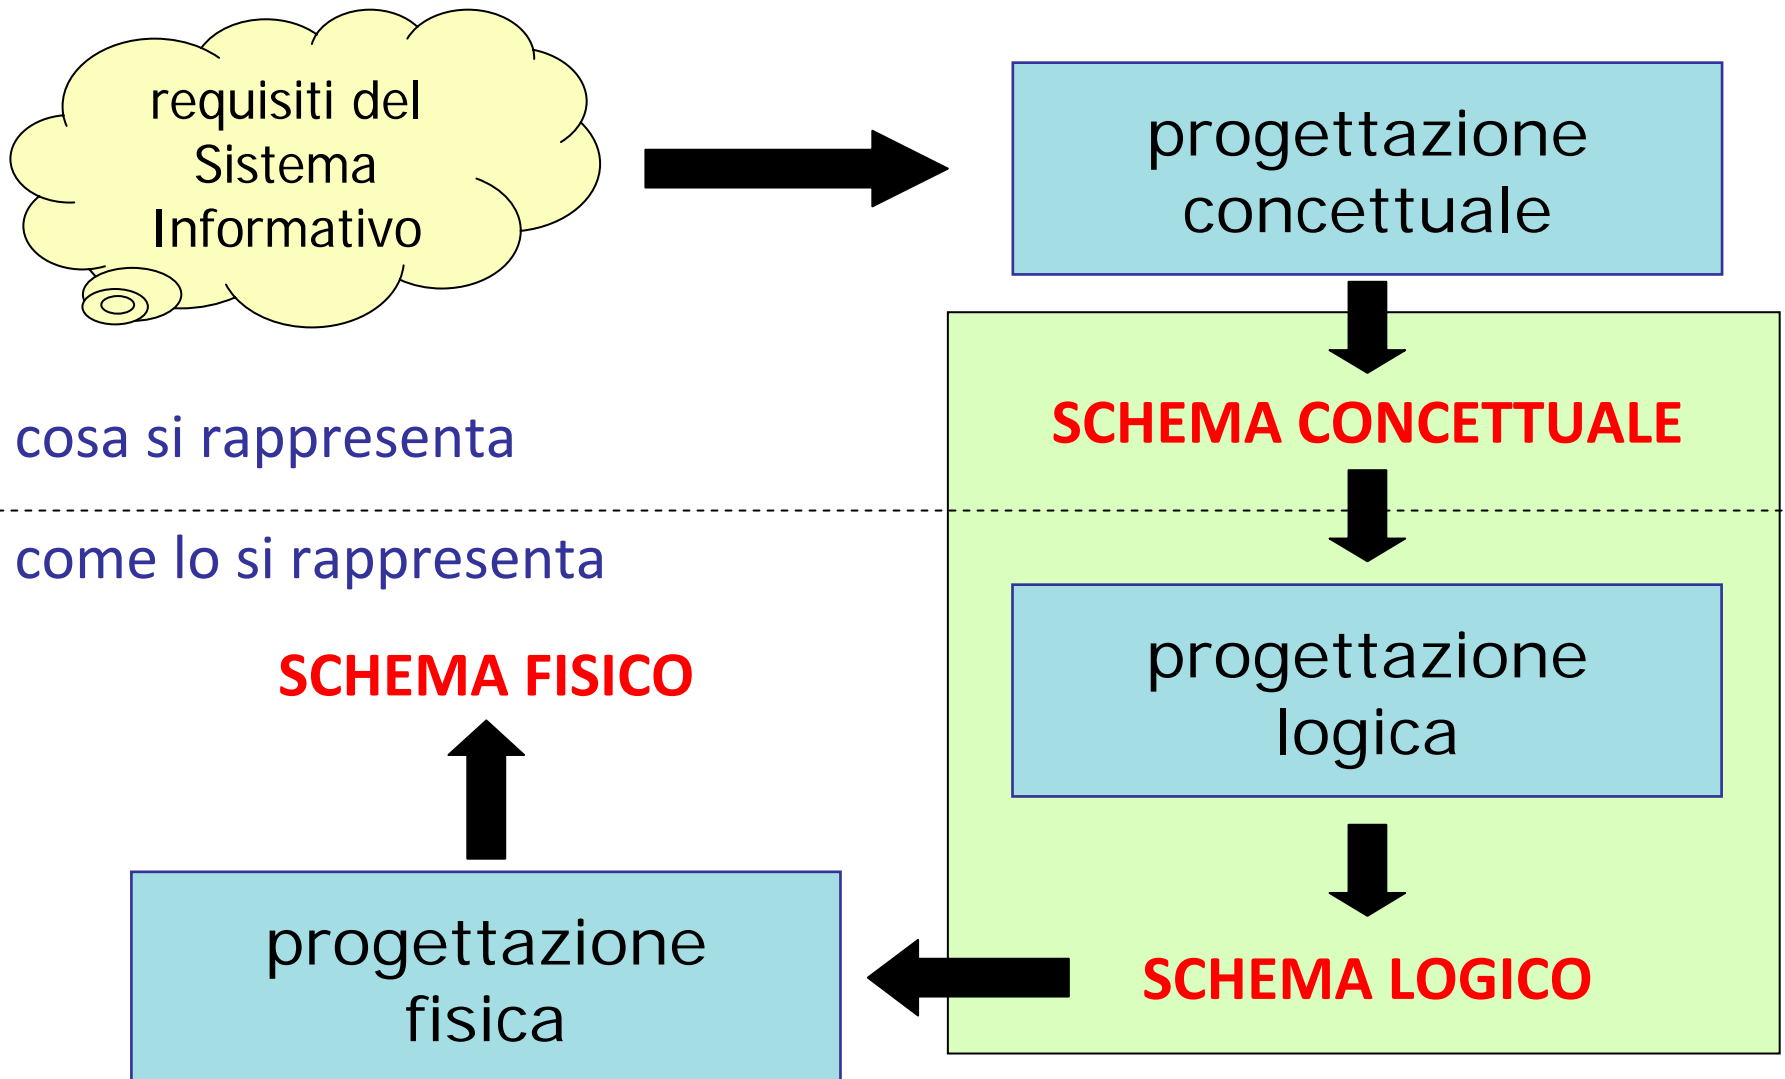 requisiti del
Sistema
Informativo
progettazione
concettuale
SCHEMA CONCETTUALE
cosa si rappresenta
come lo si rappresenta
progettazione
logica
SCHEMA LOGICO
SCHEMA FISICO
progettazione
fisica